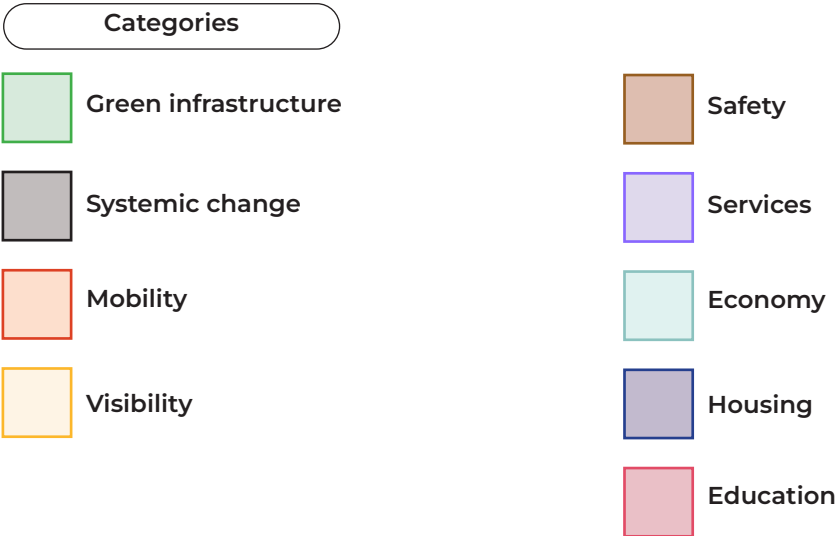 Categories
Green infrastructure
Systemic change
Mobility
Visibility
Safety
Services
Economy
Housing
Education